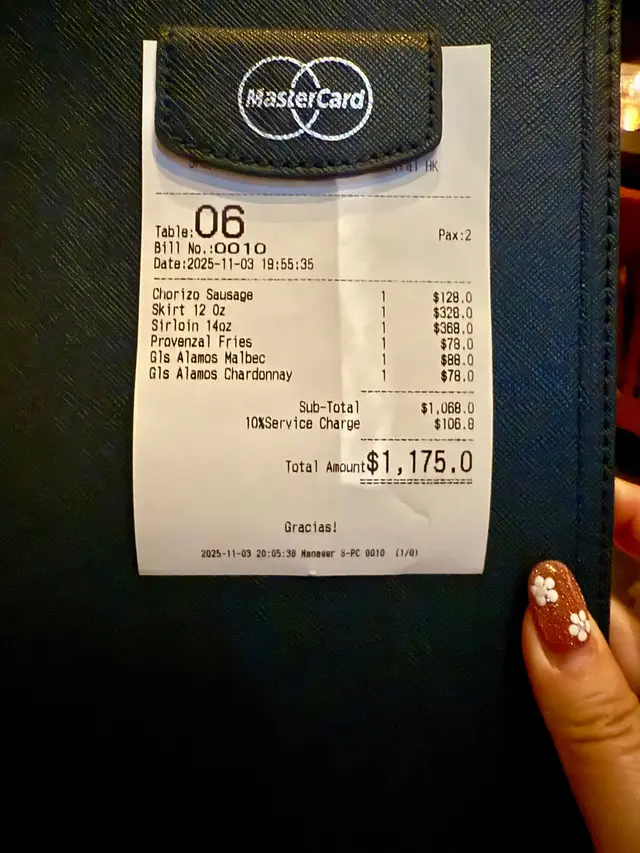 MasterCard
HK
Table:06
Pax:2
Bill No.:0010
Date:2025-11-03 19:55:35
Chorizo Sausage 1 $128.0
Skirt 12 Oz 1 $328.0
Sirloin 14oz 1 $368.0
Provenzal Fries 1 $78.0
Gls Alamos Malbec 1 $88.0
Gls Alamos Chardonnay 1 $78.0
Sub-Total $1,068.0
10%Service Charge $106.8
Total Amount $1,175.0
Gracias!
2025-11-03 20:05:38 Manager S-PC 0010 (1/0)